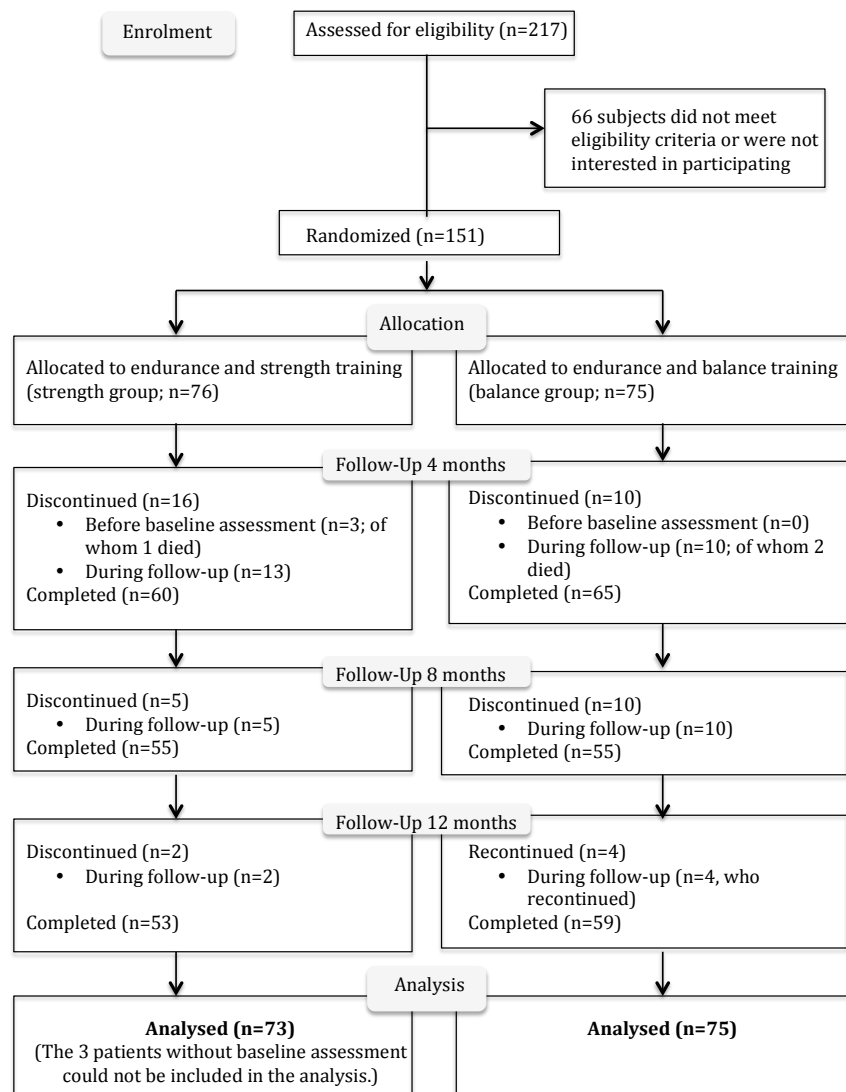 Enrolment
Assessed for eligibility (n=217)
66 subjects did not meet
eligibility criteria or were not
interested in participating
Randomized (n=151)
Allocation
Allocated to endurance and strength training
(strength group; n=76)
Allocated to endurance and balance training
(balance group; n=75)
Follow-Up 4 months
Discontinued (n=16)
• Before baseline assessment (n=3; of
whom 1 died)
• During follow-up (n=13)
Completed (n=60)
Discontinued (n=10)
• Before baseline assessment (n=0)
• During follow-up (n=10; of whom 2
died)
Completed (n=65)
Follow-Up 8 months
Discontinued (n=5)
• During follow-up (n=5)
Completed (n=55)
Discontinued (n=10)
• During follow-up (n=10)
Completed (n=55)
Follow-Up 12 months
Discontinued (n=2)
• During follow-up (n=2)
Completed (n=53)
Recontinued (n=4)
• During follow-up (n=4, who
recontinued)
Completed (n=59)
Analysis
Analysed (n=73)
(The 3 patients without baseline assessment
could not be included in the analysis.)
Analysed (n=75)